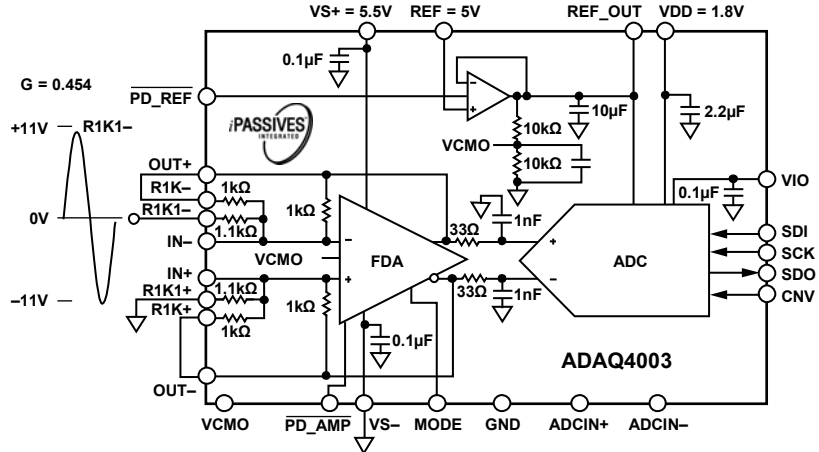 VS+ = 5.5V
REF = 5V
REF_OUT
VDD = 1.8V
0.1µF
G = 0.454
PD_REF
iPASSIVES
INTEGRATED
10µF
2.2µF
+11V
R1K1–
10kΩ
VCMO
10kΩ
OUT+
R1K–
1kΩ
R1K1–
1.1kΩ
1kΩ
0V
IN–
VCMO
FDA
33Ω
1nF
ADC
0.1µF
VIO
SDI
SCK
SDO
CNV
IN+
R1K1+
1.1kΩ
R1K+
1kΩ
1kΩ
33Ω
1nF
–11V
0.1µF
ADAQ4003
OUT–
VCMO
PD_AMP
VS–
MODE
GND
ADCIN+
ADCIN–